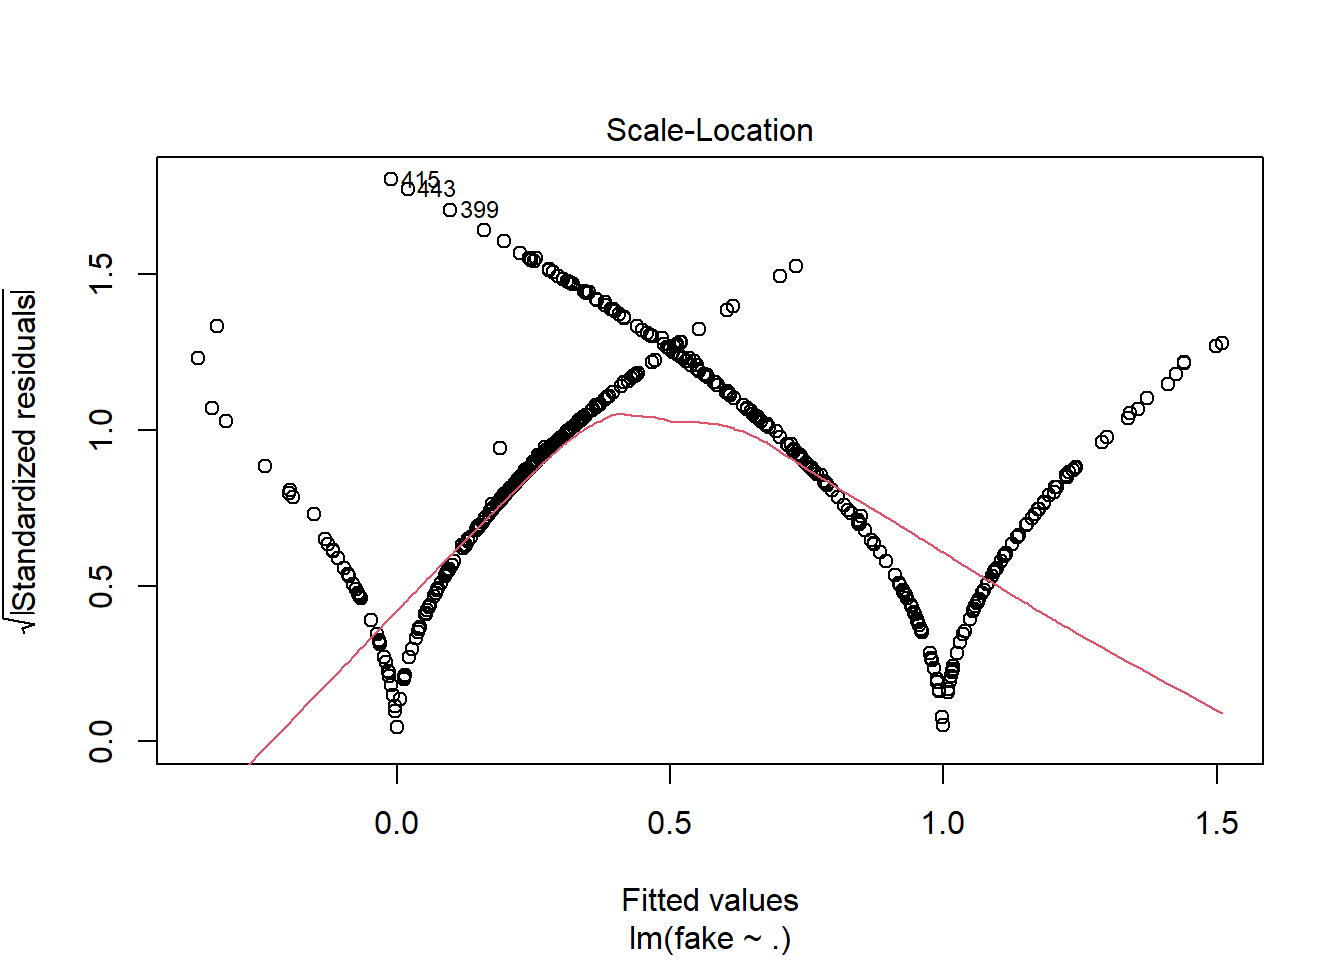 Scale-Location
415
443
399
√|Standardized residuals|
0.0
0.5
1.0
1.5
0.0
0.5
1.0
1.5
Fitted values
lm(fake ~ .)